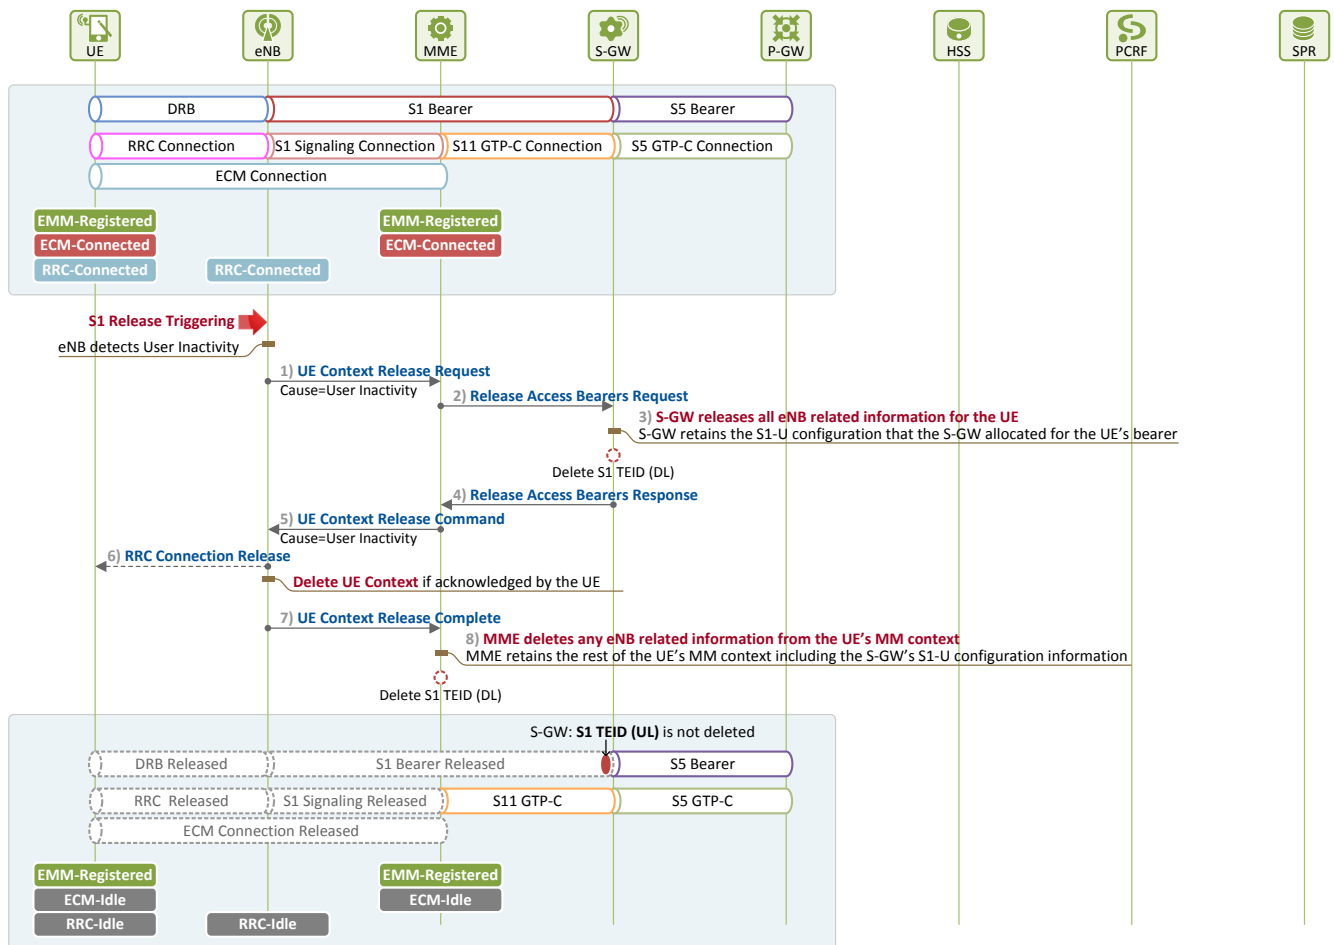 UE
eNB
MME
S-GW
P-GW
HSS
PCRF
SPR
DRB
S1 Bearer
S5 Bearer
RRC Connection
S1 Signaling Connection
S11 GTP-C Connection
S5 GTP-C Connection
ECM Connection
EMM-Registered
EMM-Registered
ECM-Connected
ECM-Connected
RRC-Connected
RRC-Connected
S1 Release Triggering
eNB detects User Inactivity
1) UE Context Release Request
Cause=User Inactivity
2) Release Access Bearers Request
3) S-GW releases all eNB related information for the UE
S-GW retains the S1-U configuration that the S-GW allocated for the UE's bearer
Delete S1 TEID (DL)
4) Release Access Bearers Response
5) UE Context Release Command
Cause=User Inactivity
6) RRC Connection Release
Delete UE Context if acknowledged by the UE
7) UE Context Release Complete
8) MME deletes any eNB related information from the UE's MM context
MME retains the rest of the UE's MM context including the S-GW's S1-U configuration information
Delete S1 TEID (DL)
S-GW: S1 TEID (UL) is not deleted
DRB Released
S1 Bearer Released
S5 Bearer
RRC Released
S1 Signaling Released
S11 GTP-C
S5 GTP-C
ECM Connection Released
EMM-Registered
EMM-Registered
ECM-Idle
ECM-Idle
RRC-Idle
RRC-Idle